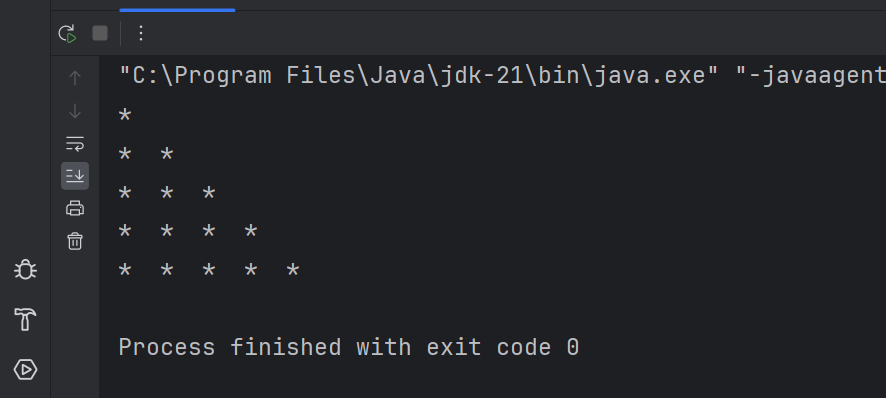 "C:\Program Files\Java\jdk-21\bin\java.exe" "-javaagent
*
*  *
*  *  *
*  *  *  *
*  *  *  *  *
Process finished with exit code 0